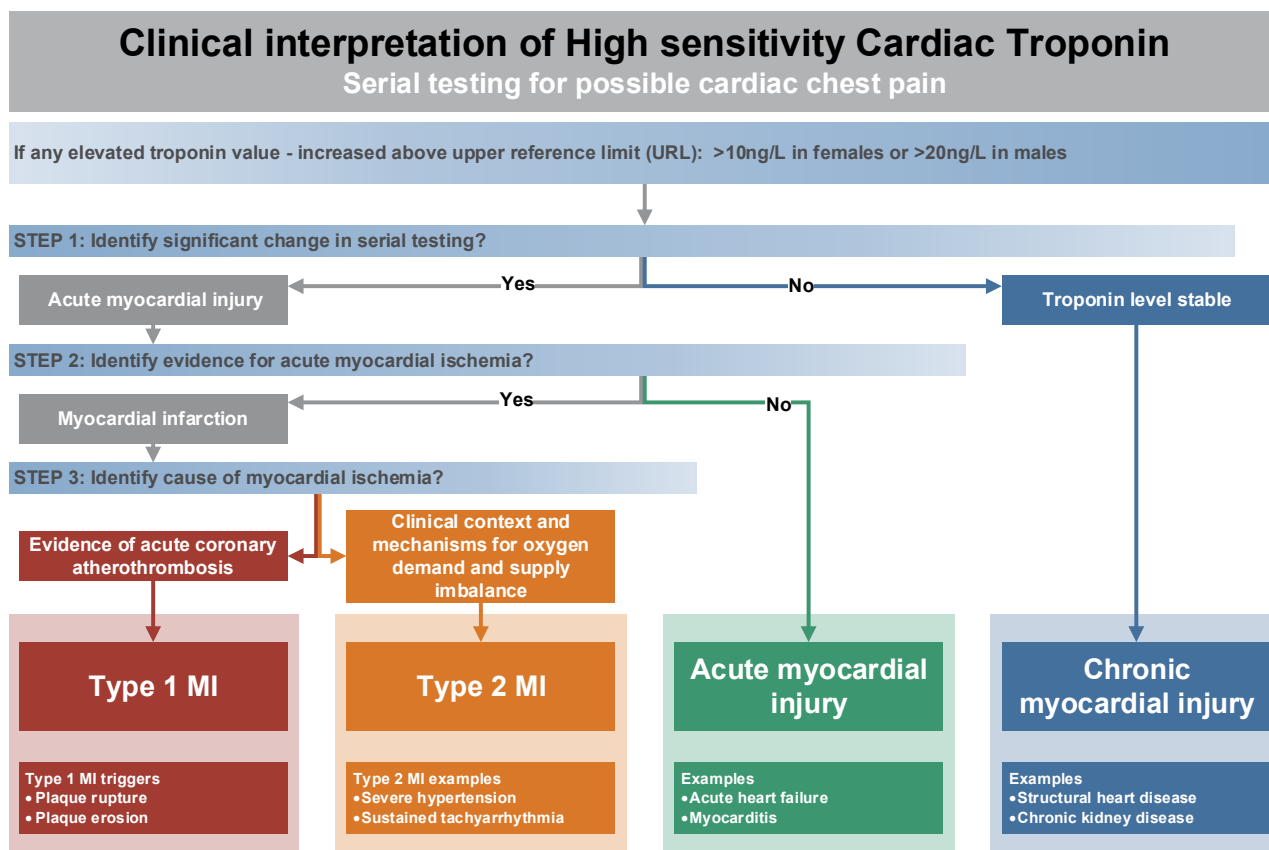 Clinical interpretation of High sensitivity Cardiac Troponin
Serial testing for possible cardiac chest pain
If any elevated troponin value - increased above upper reference limit (URL):  >10ng/L in females or >20ng/L in males
STEP 1: Identify significant change in serial testing?
Yes
No
Acute myocardial injury
Troponin level stable
STEP 2: Identify evidence for acute myocardial ischemia?
Yes
No
Myocardial infarction
STEP 3: Identify cause of myocardial ischemia?
Evidence of acute coronary
atherothrombosis
Clinical context and
mechanisms for oxygen
demand and supply
imbalance
Type 1 MI
Type 2 MI
Acute myocardial
injury
Chronic
myocardial injury
Type 1 MI triggers
• Plaque rupture
• Plaque erosion
Type 2 MI examples
•Severe hypertension
•Sustained tachyarrhythmia
Examples
•Acute heart failure
•Myocarditis
Examples
•Structural heart disease
•Chronic kidney disease